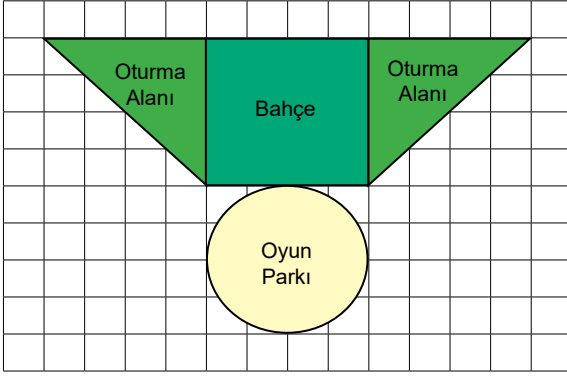 Oturma
Alanı
Bahçe
Oturma
Alanı
Oyun
Parkı